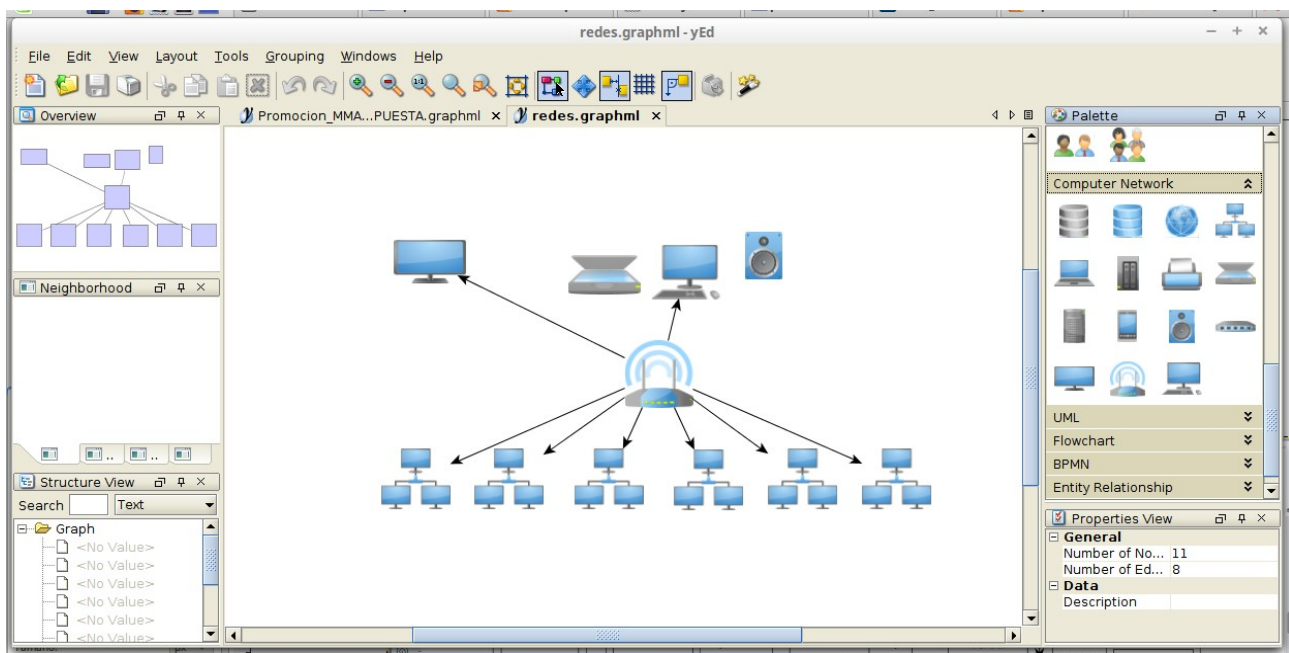 redes.graphml - yEd
File Edit View Layout Tools Grouping Windows Help
Overview
Promocion_MMA...PUESTA.graphml
redes.graphml
Palette
Computer Network
Neighborhood
UML
Flowchart
BPMN
Entity Relationship
Structure View
Search Text
Graph
<No Value>
<No Value>
<No Value>
<No Value>
<No Value>
<No Value>
Properties View
General
Number of No... 11
Number of Ed... 8
Data
Description